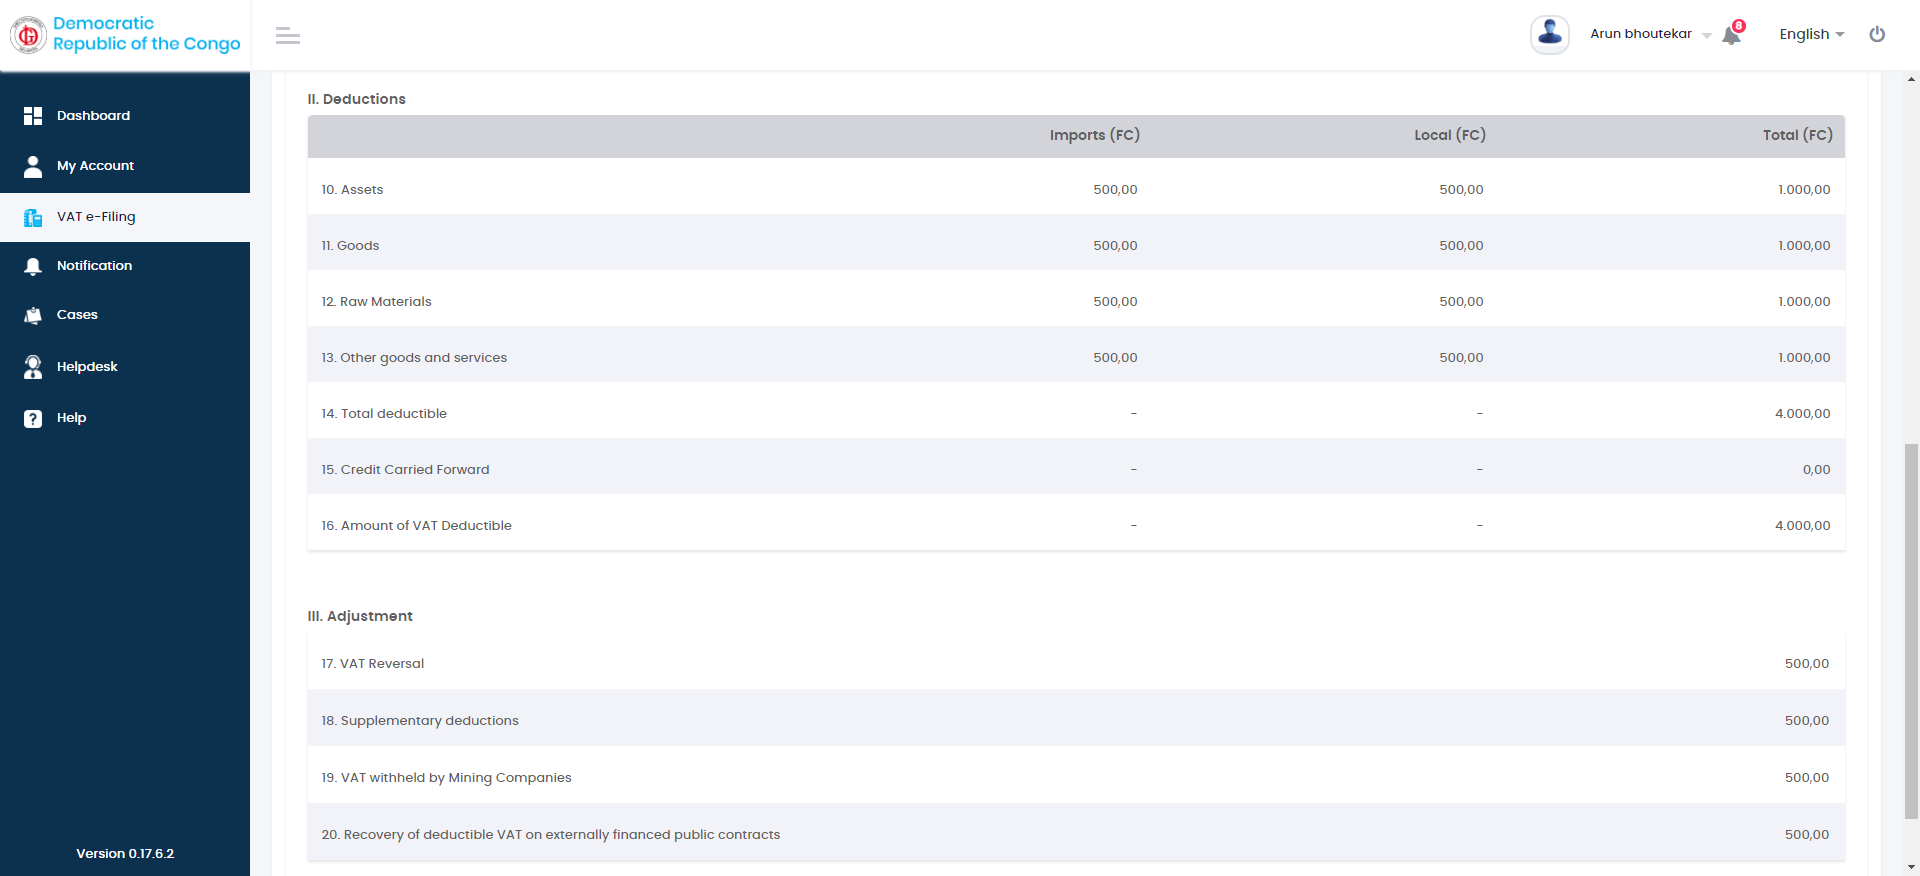 Democratic
Republic of the Congo
Arun bhoutekar
8
English
Dashboard
My Account
VAT e-Filing
Notification
Cases
Helpdesk
Help
Version 0.17.6.2
II. Deductions
Imports (FC) Local (FC) Total (FC)
10. Assets 500,00 500,00 1.000,00
11. Goods 500,00 500,00 1.000,00
12. Raw Materials 500,00 500,00 1.000,00
13. Other goods and services 500,00 500,00 1.000,00
14. Total deductible - - 4.000,00
15. Credit Carried Forward - - 0,00
16. Amount of VAT Deductible - - 4.000,00
III. Adjustment
17. VAT Reversal 500,00
18. Supplementary deductions 500,00
19. VAT withheld by Mining Companies 500,00
20. Recovery of deductible VAT on externally financed public contracts 500,00